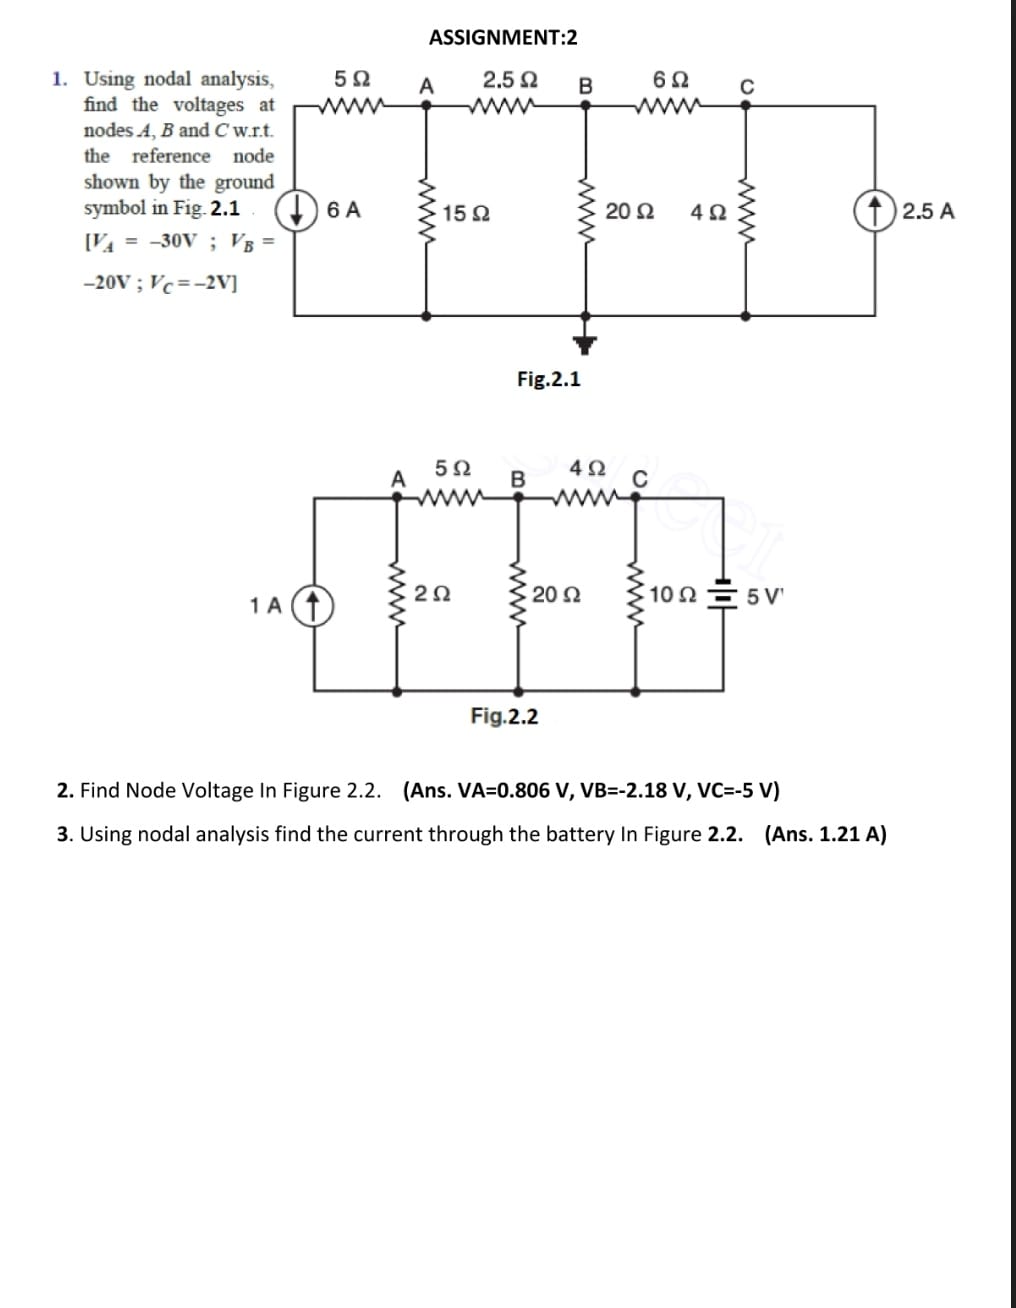 ASSIGNMENT:2
1. Using nodal analysis,
find the voltages at
nodes A, B and C w.r.t.
the reference node
shown by the ground
symbol in Fig. 2.1
[VA = –30V ; VB =
–20V ; VC = –2V]
5 Ω A 2.5 Ω B 6 Ω C
6 A 15 Ω 20 Ω 4 Ω 2.5 A
Fig.2.1
A 5 Ω B 4 Ω C
1 A 2 Ω 20 Ω 10 Ω 5 V'
Fig.2.2
2. Find Node Voltage In Figure 2.2. (Ans. VA=0.806 V, VB=-2.18 V, VC=-5 V)
3. Using nodal analysis find the current through the battery In Figure 2.2. (Ans. 1.21 A)